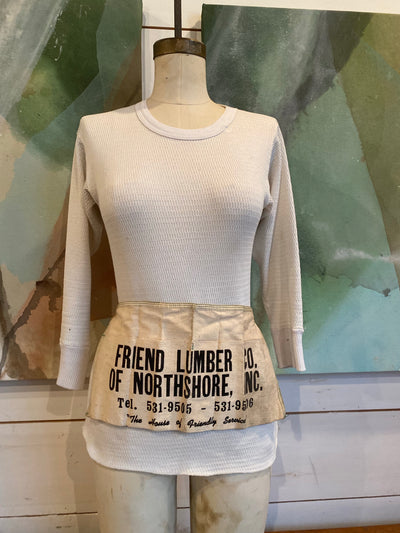 FRIEND LUMBER CO.
OF NORTHSHORE, INC.
Tel. 531-9505 - 531-9506
"The House of Friendly Service